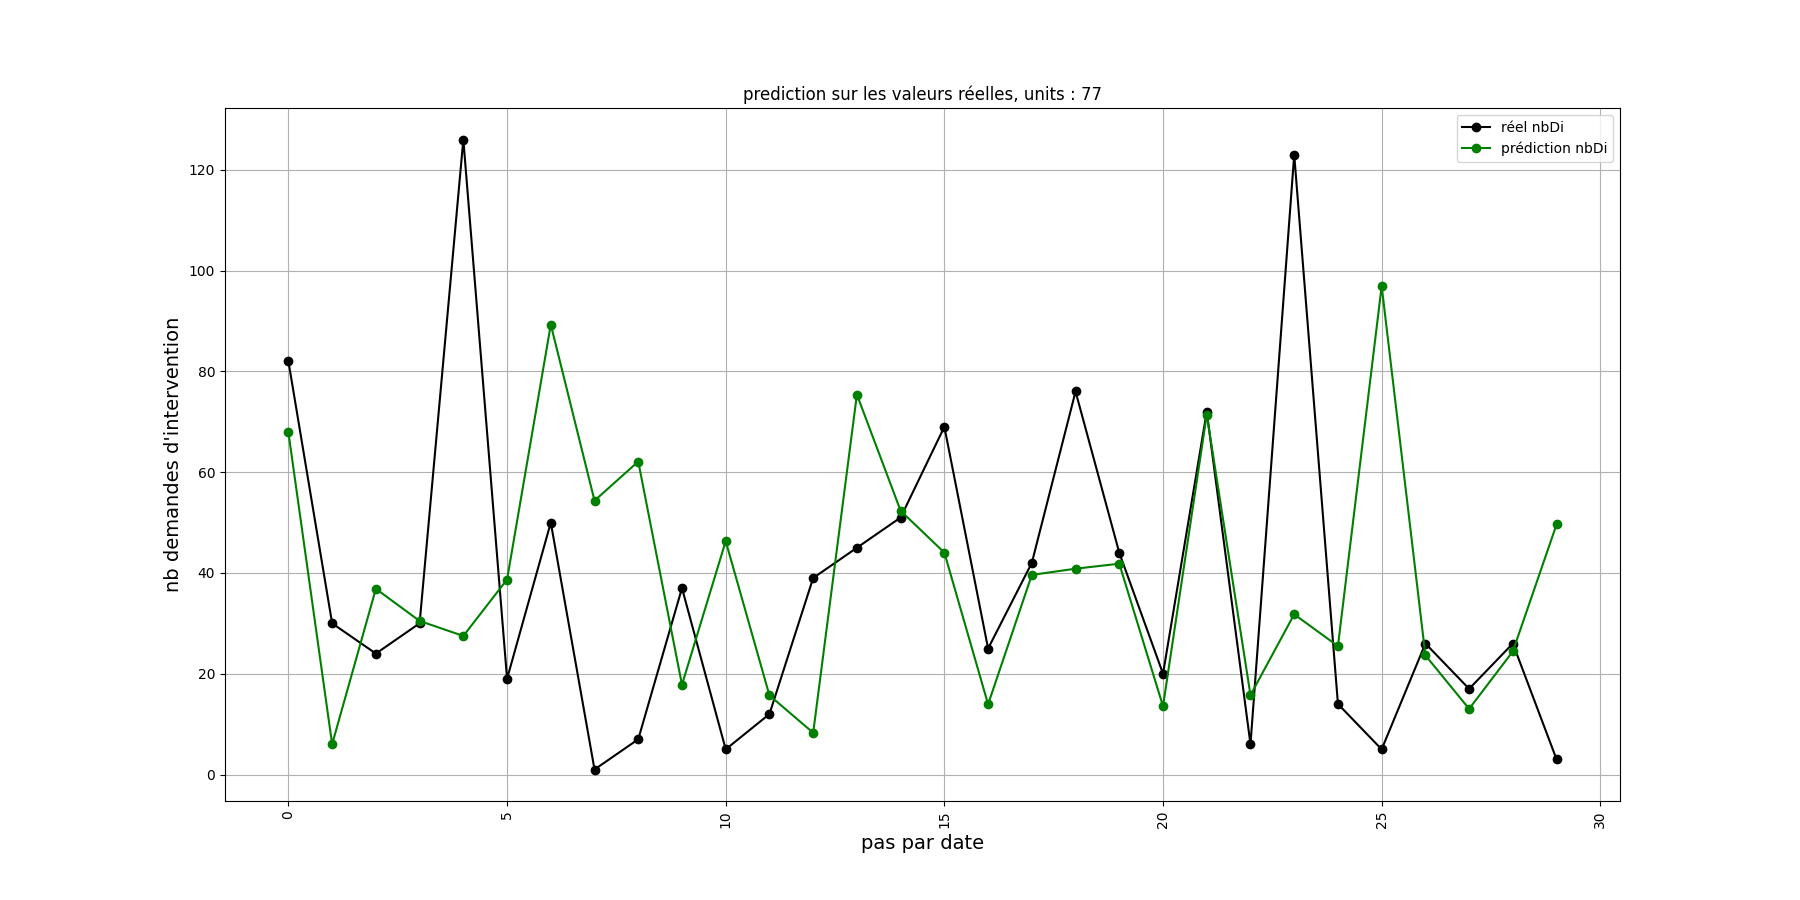 prediction sur les valeurs réelles, units : 77
réel nbDi
prédiction nbDi
nb demandes d'intervention
120
100
80
60
40
20
0
0 5 10 15 20 25 30
pas par date